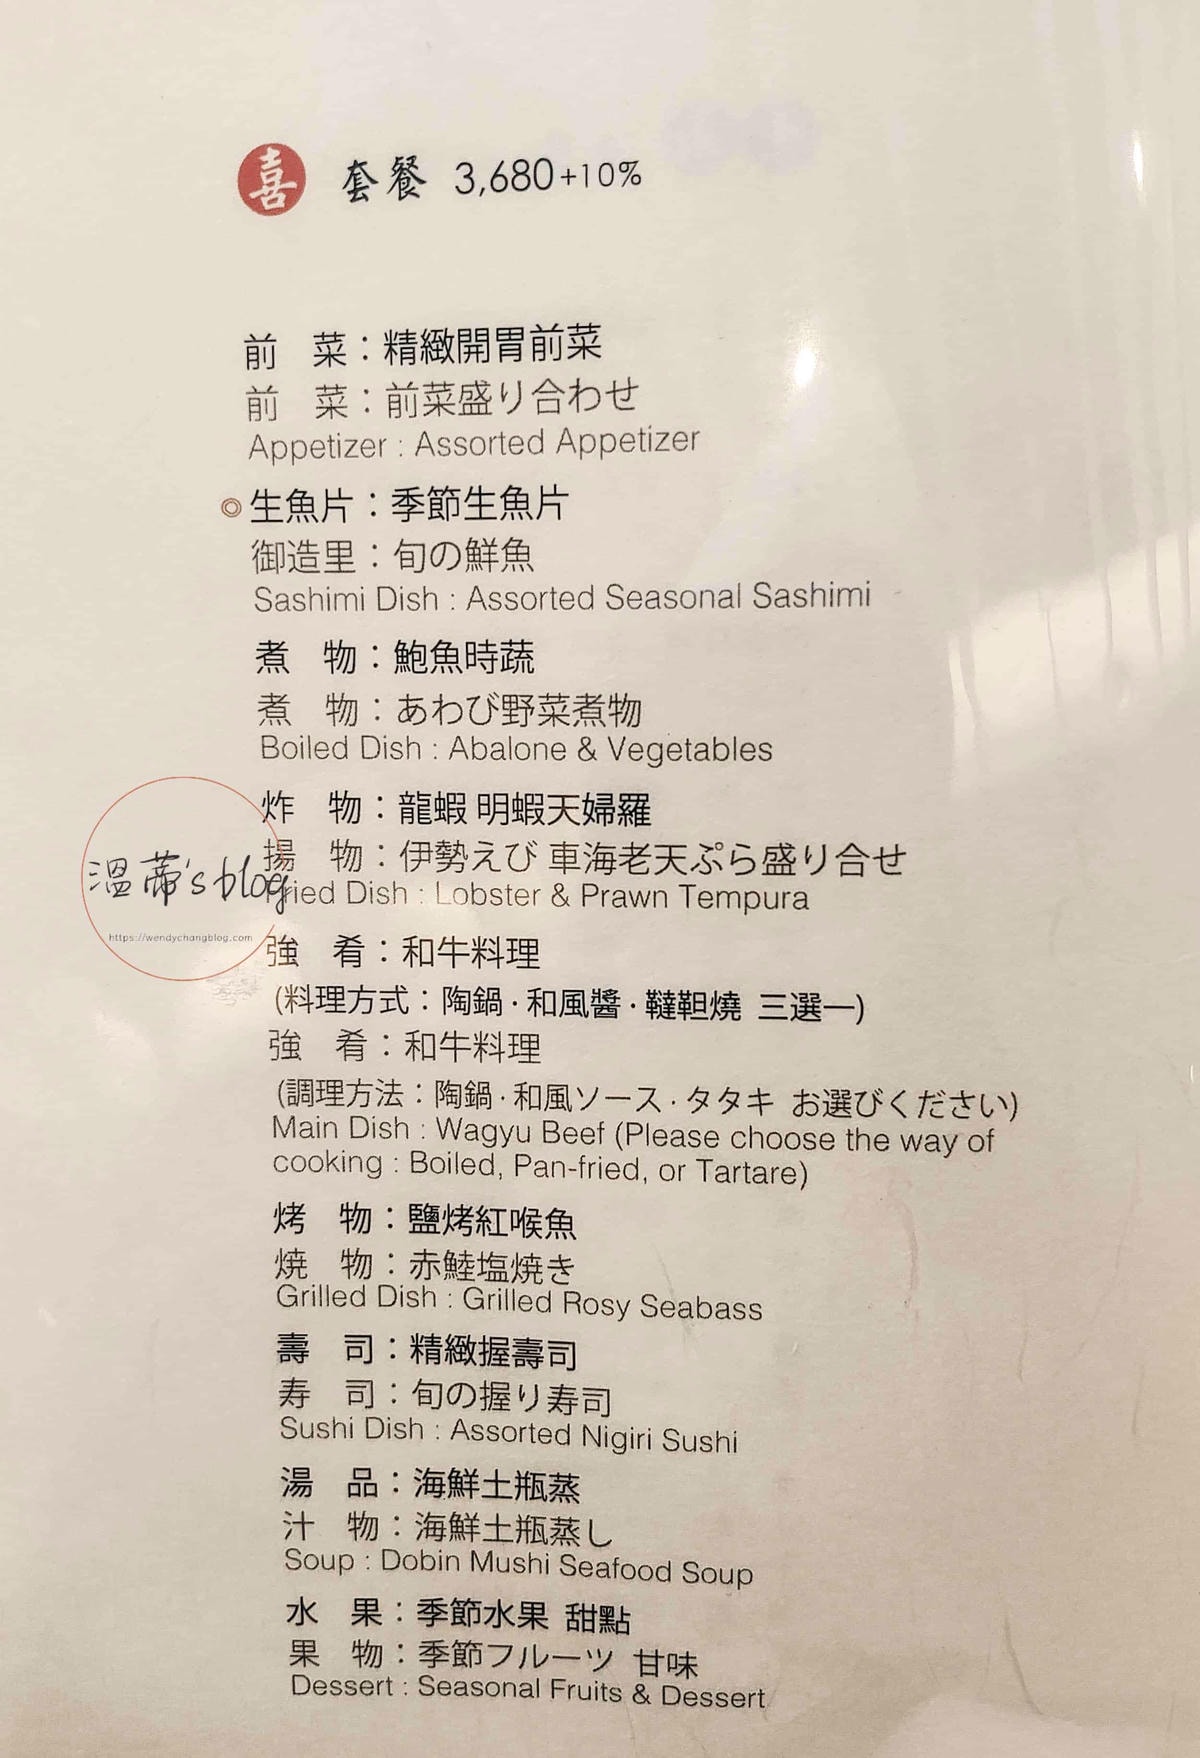 喜 套餐 3,680+10%
前 菜：精緻開胃前菜
前 菜：前菜盛り合わせ
Appetizer : Assorted Appetizer
◎生魚片：季節生魚片
御造里：旬の鮮魚
Sashimi Dish : Assorted Seasonal Sashimi
煮 物：鮑魚時蔬
煮 物：あわび野菜煮物
Boiled Dish : Abalone & Vegetables
炸 物：龍蝦 明蝦天婦羅
揚 物：伊勢えび 車海老天ぷら盛り合せ
Fried Dish : Lobster & Prawn Tempura
溫蒂's blog
https://wendychangblog.com
強 肴：和牛料理
(料理方式：陶鍋·和風醬·韃靼燒 三選一)
強 肴：和牛料理
(調理方法：陶鍋·和風ソース·タタキ お選びください)
Main Dish : Wagyu Beef (Please choose the way of
cooking : Boiled, Pan-fried, or Tartare)
烤 物：鹽烤紅喉魚
焼 物：赤鯥塩焼き
Grilled Dish : Grilled Rosy Seabass
壽 司：精緻握壽司
寿 司：旬の握り寿司
Sushi Dish : Assorted Nigiri Sushi
湯 品：海鮮土瓶蒸
汁 物：海鮮土瓶蒸し
Soup : Dobin Mushi Seafood Soup
水 果：季節水果 甜點
果 物：季節フルーツ 甘味
Dessert : Seasonal Fruits & Dessert